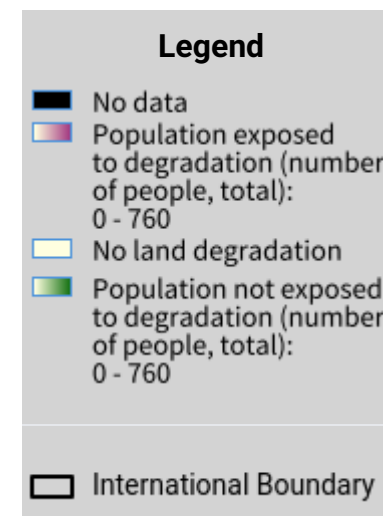 Legend
No data
Population exposed
to degradation (number
of people, total):
0 - 760
No land degradation
Population not exposed
to degradation (number
of people, total):
0 - 760
International Boundary